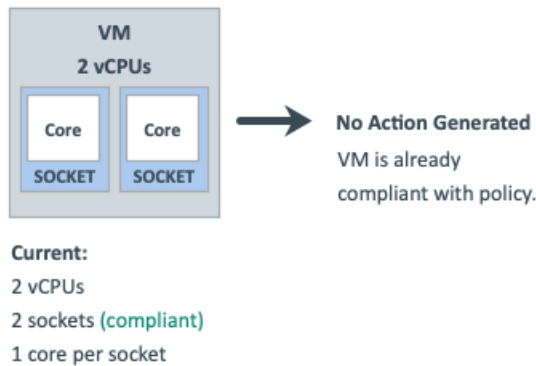 VM
2 vCPUs
Core Core
SOCKET SOCKET
No Action Generated
VM is already
compliant with policy.
Current:
2 vCPUs
2 sockets (compliant)
1 core per socket